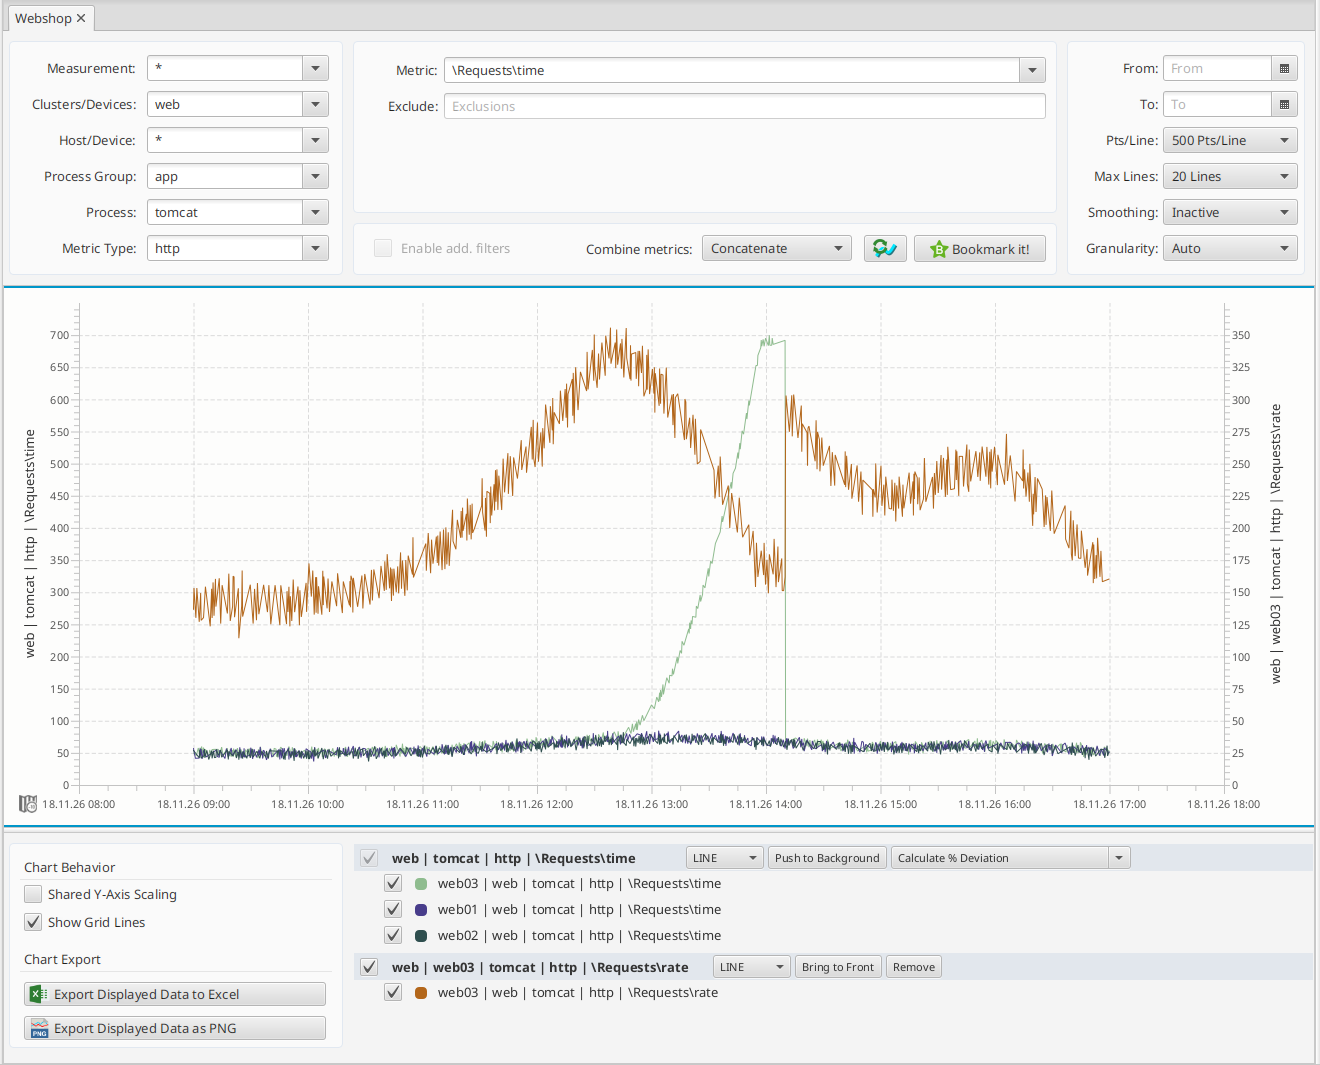 Webshop ✕
Measurement: *
Clusters/Devices: web
Host/Device: *
Process Group: app
Process: tomcat
Metric Type: http
Metric: \Requests\time
Exclude: Exclusions
Enable add. filters
Combine metrics: Concatenate
Bookmark it!
From: From
To: To
Pts/Line: 500 Pts/Line
Max Lines: 20 Lines
Smoothing: Inactive
Granularity: Auto
web | tomcat | http | \Requests\time
700
650
600
550
500
450
400
350
300
250
200
150
100
50
0
350
325
300
275
250
225
200
175
150
125
100
75
50
25
0
web | web03 | tomcat | http | \Requests\rate
18.11.26 08:00
18.11.26 09:00
18.11.26 10:00
18.11.26 11:00
18.11.26 12:00
18.11.26 13:00
18.11.26 14:00
18.11.26 15:00
18.11.26 16:00
18.11.26 17:00
18.11.26 18:00
Chart Behavior
Shared Y-Axis Scaling
Show Grid Lines
Chart Export
Export Displayed Data to Excel
PNG Export Displayed Data as PNG
web | tomcat | http | \Requests\time LINE Push to Background Calculate % Deviation
web03 | web | tomcat | http | \Requests\time
web01 | web | tomcat | http | \Requests\time
web02 | web | tomcat | http | \Requests\time
web | web03 | tomcat | http | \Requests\rate LINE Bring to Front Remove
web03 | web | tomcat | http | \Requests\rate